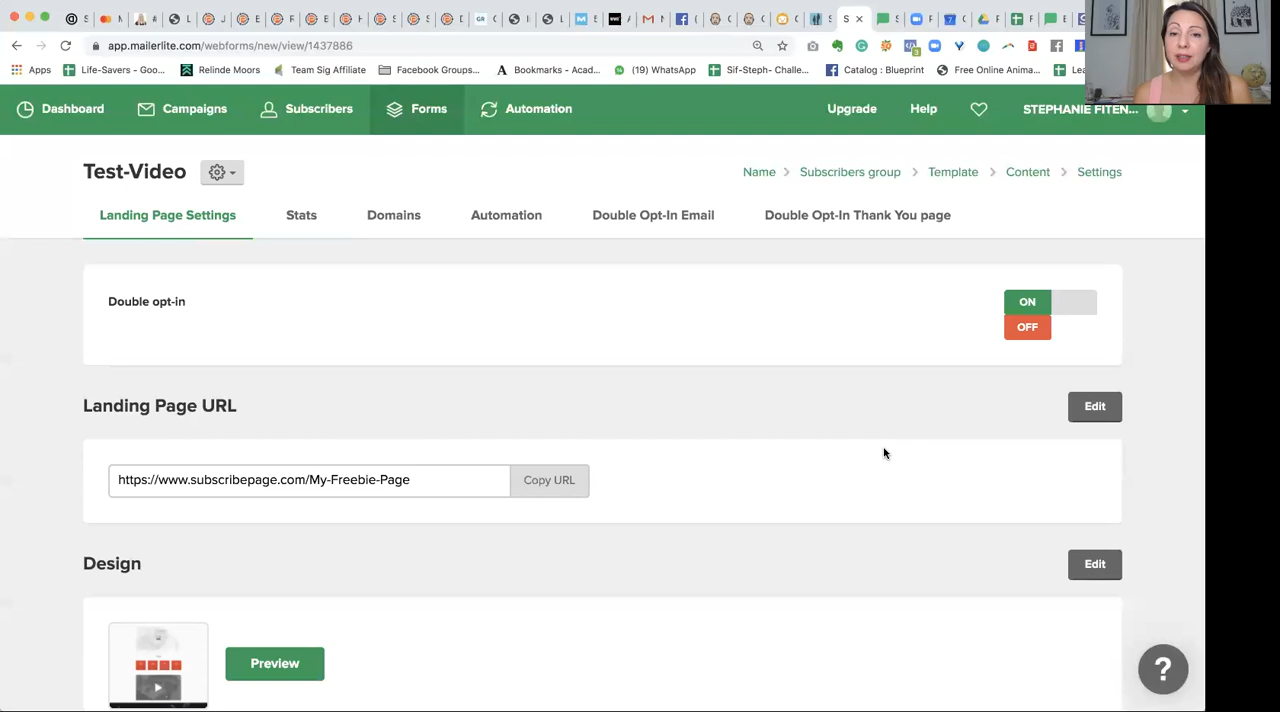 S L J E F E H S S D GR I L M E A M ( C C C S F C F E
app.mailerlite.com/webforms/new/view/1437886
Apps Life-Savers - Goo... Relinde Moors Team Sig Affiliate Facebook Groups... Bookmarks - Acad... (19) WhatsApp Sif-Steph- Challe... Catalog : Blueprint Free Online Anima... Lea
Dashboard Campaigns Subscribers Forms Automation Upgrade Help STEPHANIE FITEN...
Test-Video Name Subscribers group Template Content Settings
Landing Page Settings Stats Domains Automation Double Opt-In Email Double Opt-In Thank You page
Double opt-in ON
OFF
Landing Page URL Edit
https://www.subscribepage.com/My-Freebie-Page Copy URL
Design Edit
Preview
?